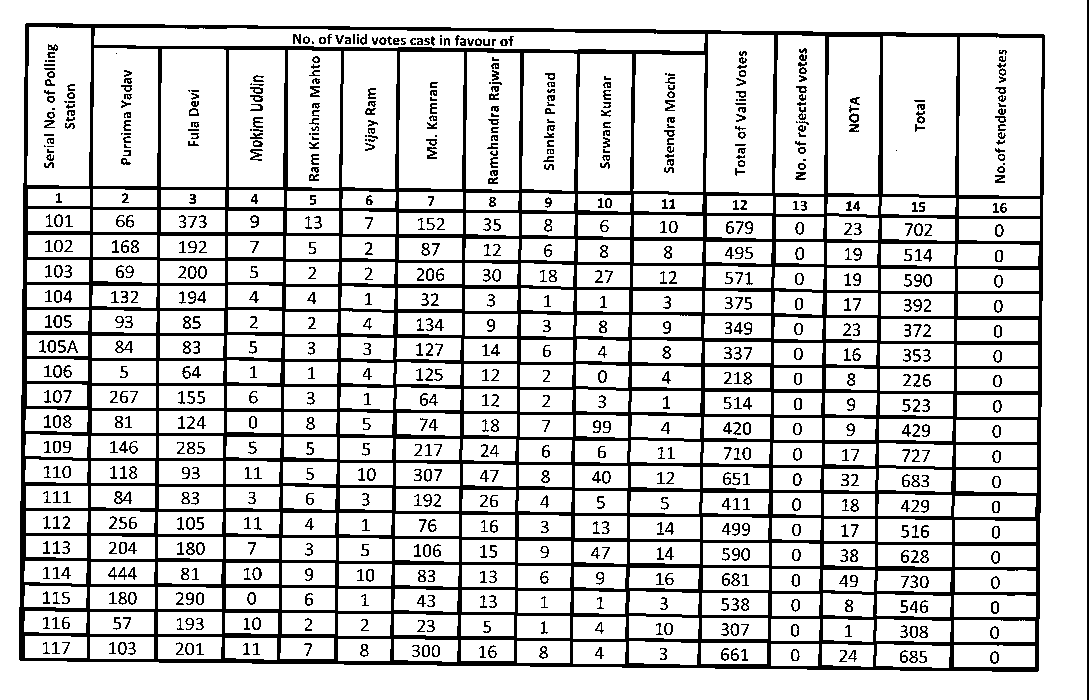 No. of Valid votes cast in favour of
Serial No. of Polling Station Purnima Yadav Fula Devi Mokim Uddin Ram Krishna Mahto Vijay Ram Md. Kamran Ramchandra Rajwar Shankar Prasad Sarwan Kumar Satendra Mochi Total of Valid Votes No. of rejected votes NOTA Total No.of tendered votes
1 2 3 4 5 6 7 8 9 10 11 12 13 14 15 16
101 66 373 9 13 7 152 35 8 6 10 679 0 23 702 0
102 168 192 7 5 2 87 12 6 8 8 495 0 19 514 0
103 69 200 5 2 2 206 30 18 27 12 571 0 19 590 0
104 132 194 4 4 1 32 3 1 1 3 375 0 17 392 0
105 93 85 2 2 4 134 9 3 8 9 349 0 23 372 0
105A 84 83 5 3 3 127 14 6 4 8 337 0 16 353 0
106 5 64 1 1 4 125 12 2 0 4 218 0 8 226 0
107 267 155 6 3 1 64 12 2 3 1 514 0 9 523 0
108 81 124 0 8 5 74 18 7 99 4 420 0 9 429 0
109 146 285 5 5 5 217 24 6 6 11 710 0 17 727 0
110 118 93 11 5 10 307 47 8 40 12 651 0 32 683 0
111 84 83 3 6 3 192 26 4 5 5 411 0 18 429 0
112 256 105 11 4 1 76 16 3 13 14 499 0 17 516 0
113 204 180 7 3 5 106 15 9 47 14 590 0 38 628 0
114 444 81 10 9 10 83 13 6 9 16 681 0 49 730 0
115 180 290 0 6 1 43 13 1 1 3 538 0 8 546 0
116 57 193 10 2 2 23 5 1 4 10 307 0 1 308 0
117 103 201 11 7 8 300 16 8 4 3 661 0 24 685 0